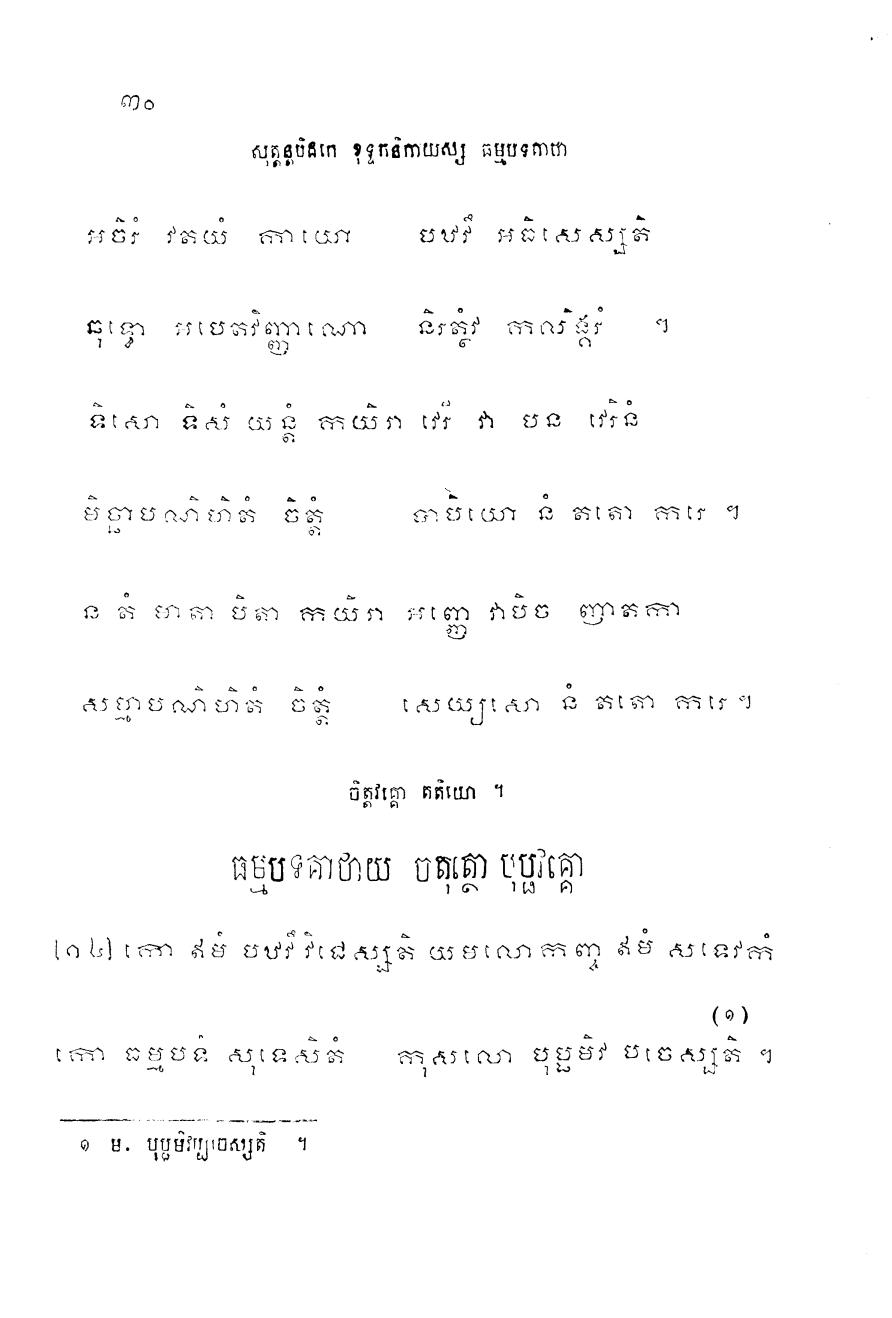 ៣០
សុត្តន្តបិដកេ ខុទ្ទកនិកាយស្ស ធម្មបទគាថា
អចិរំ វតយំ កាយោ បឋវឹ អធិសេស្សតិ
ឆុទ្ធោ អបេតវិញ្ញាណោ និរត្ថំវ កលិង្គរំ ។
ទិសោ ទិសំ យន្តំ កយិរា វេរី វា បន វេរិនំ
មិច្ឆាបណិហិតំ ចិត្តំ បាបិយោ នំ តតោ ករេ ។
ន តំ មាតា បិតា កយិរា អញ្ញេ វាបិច ញាតកា
សម្មាបណិហិតំ ចិត្តំ សេយ្យសោ នំ តតោ ករេ ។
ចិត្តវគ្គោ តតិយោ ។
ធម្មបទគាថាយ ចតុត្ថោ បុប្ផវគ្គោ
(១៤) កោ ឥមំ បឋវឹ វិជេស្សតិ យមលោកញ្ច ឥមំ សទេវកំ
(១)
កោ ធម្មបទំ សុទេសិតំ កុសលោ បុប្ផមិវ បចេស្សតិ ។
១ ម. បុប្ផមិវប្បចេស្សតិ ។